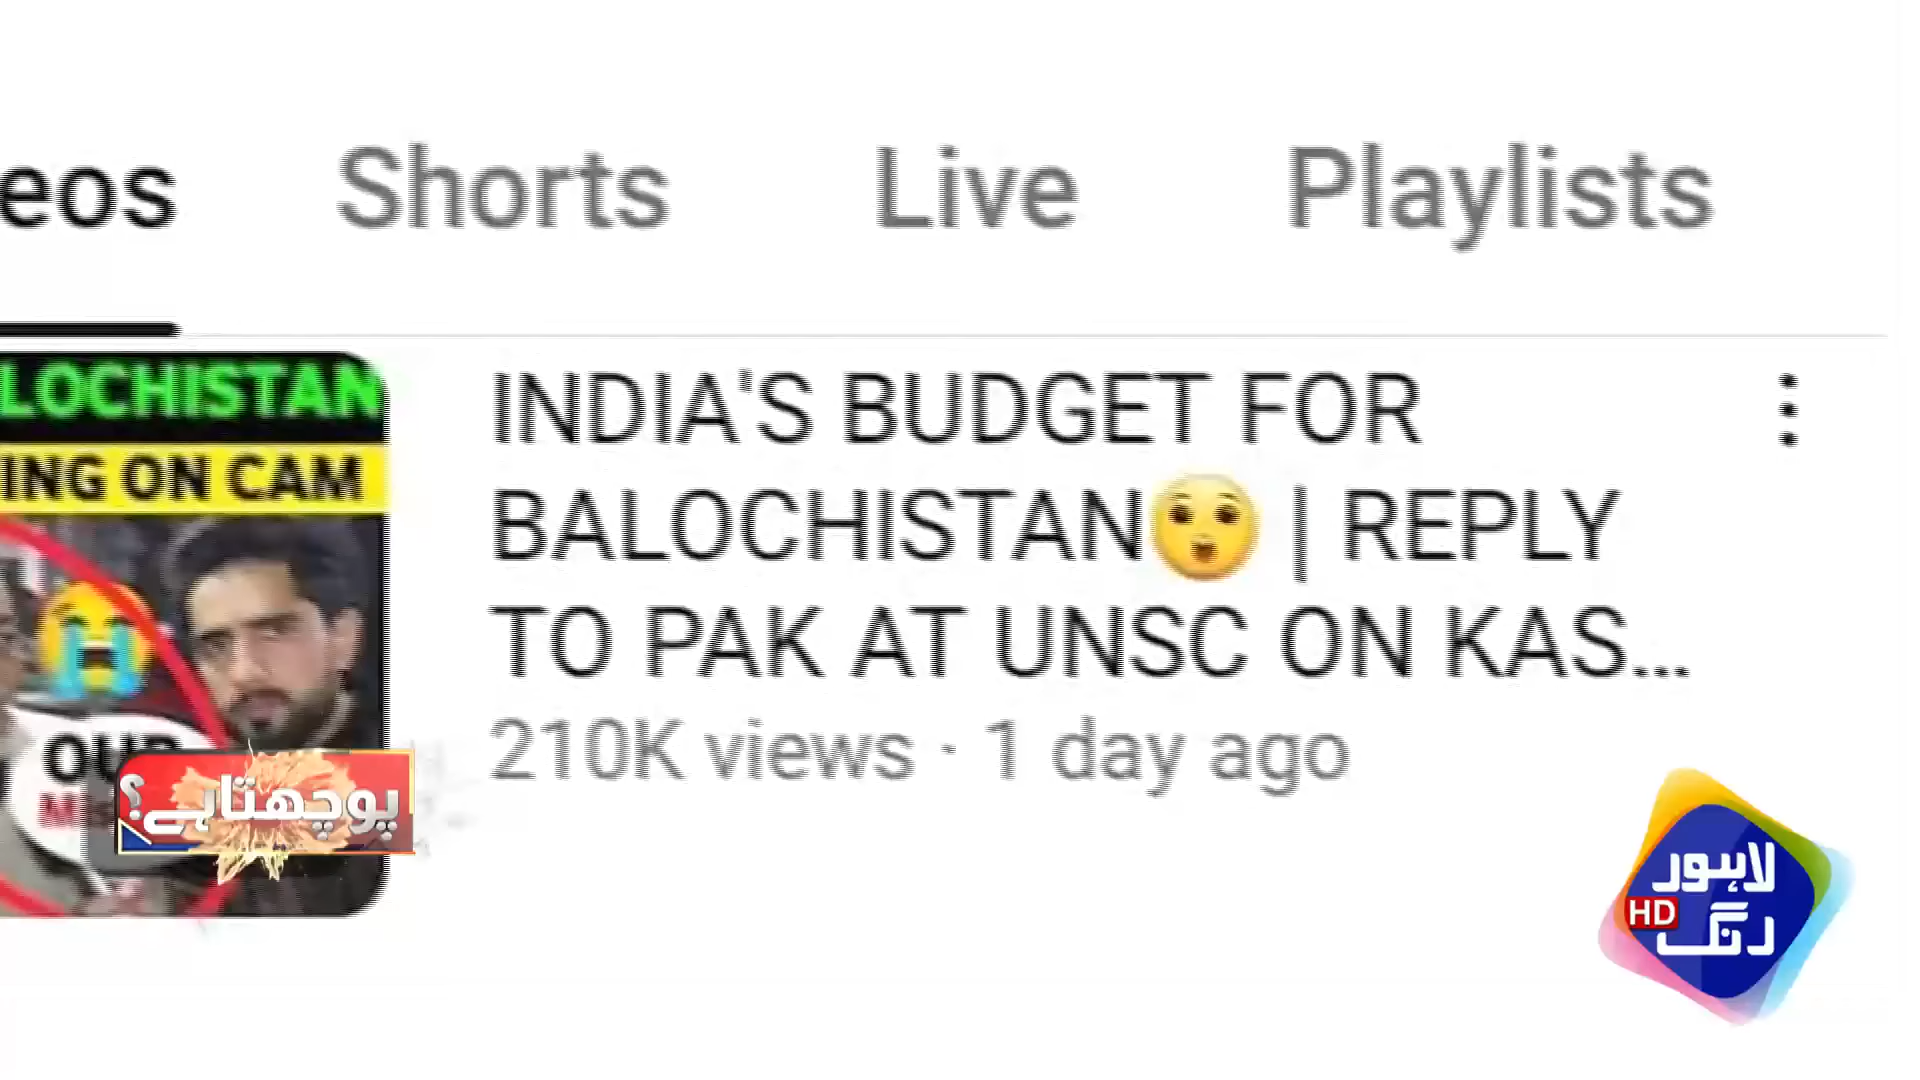 eos Shorts Live Playlists
LOCHISTAN
ING ON CAM
INDIA'S BUDGET FOR
BALOCHISTAN😲 | REPLY
TO PAK AT UNSC ON KAS...
210K views · 1 day ago
OUR
پوچھتا ہے؟
لاہور
HD
رنگ